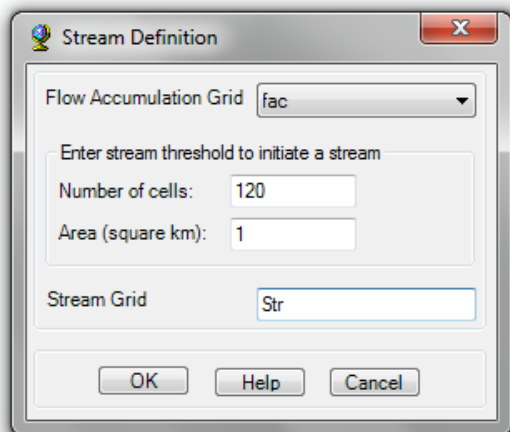 Stream Definition
Flow Accumulation Grid fac
Enter stream threshold to initiate a stream
Number of cells: 120
Area (square km): 1
Stream Grid Str
OK Help Cancel